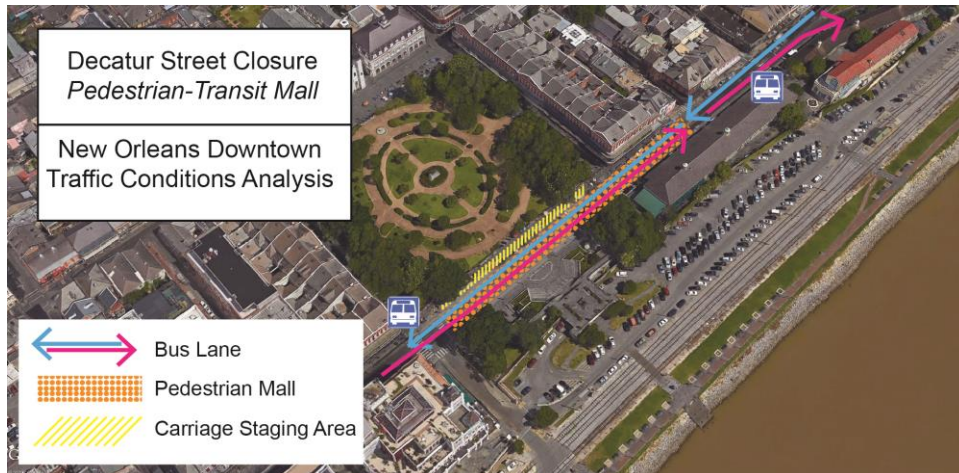 Decatur Street Closure
Pedestrian-Transit Mall
New Orleans Downtown
Traffic Conditions Analysis
Bus Lane
Pedestrian Mall
Carriage Staging Area